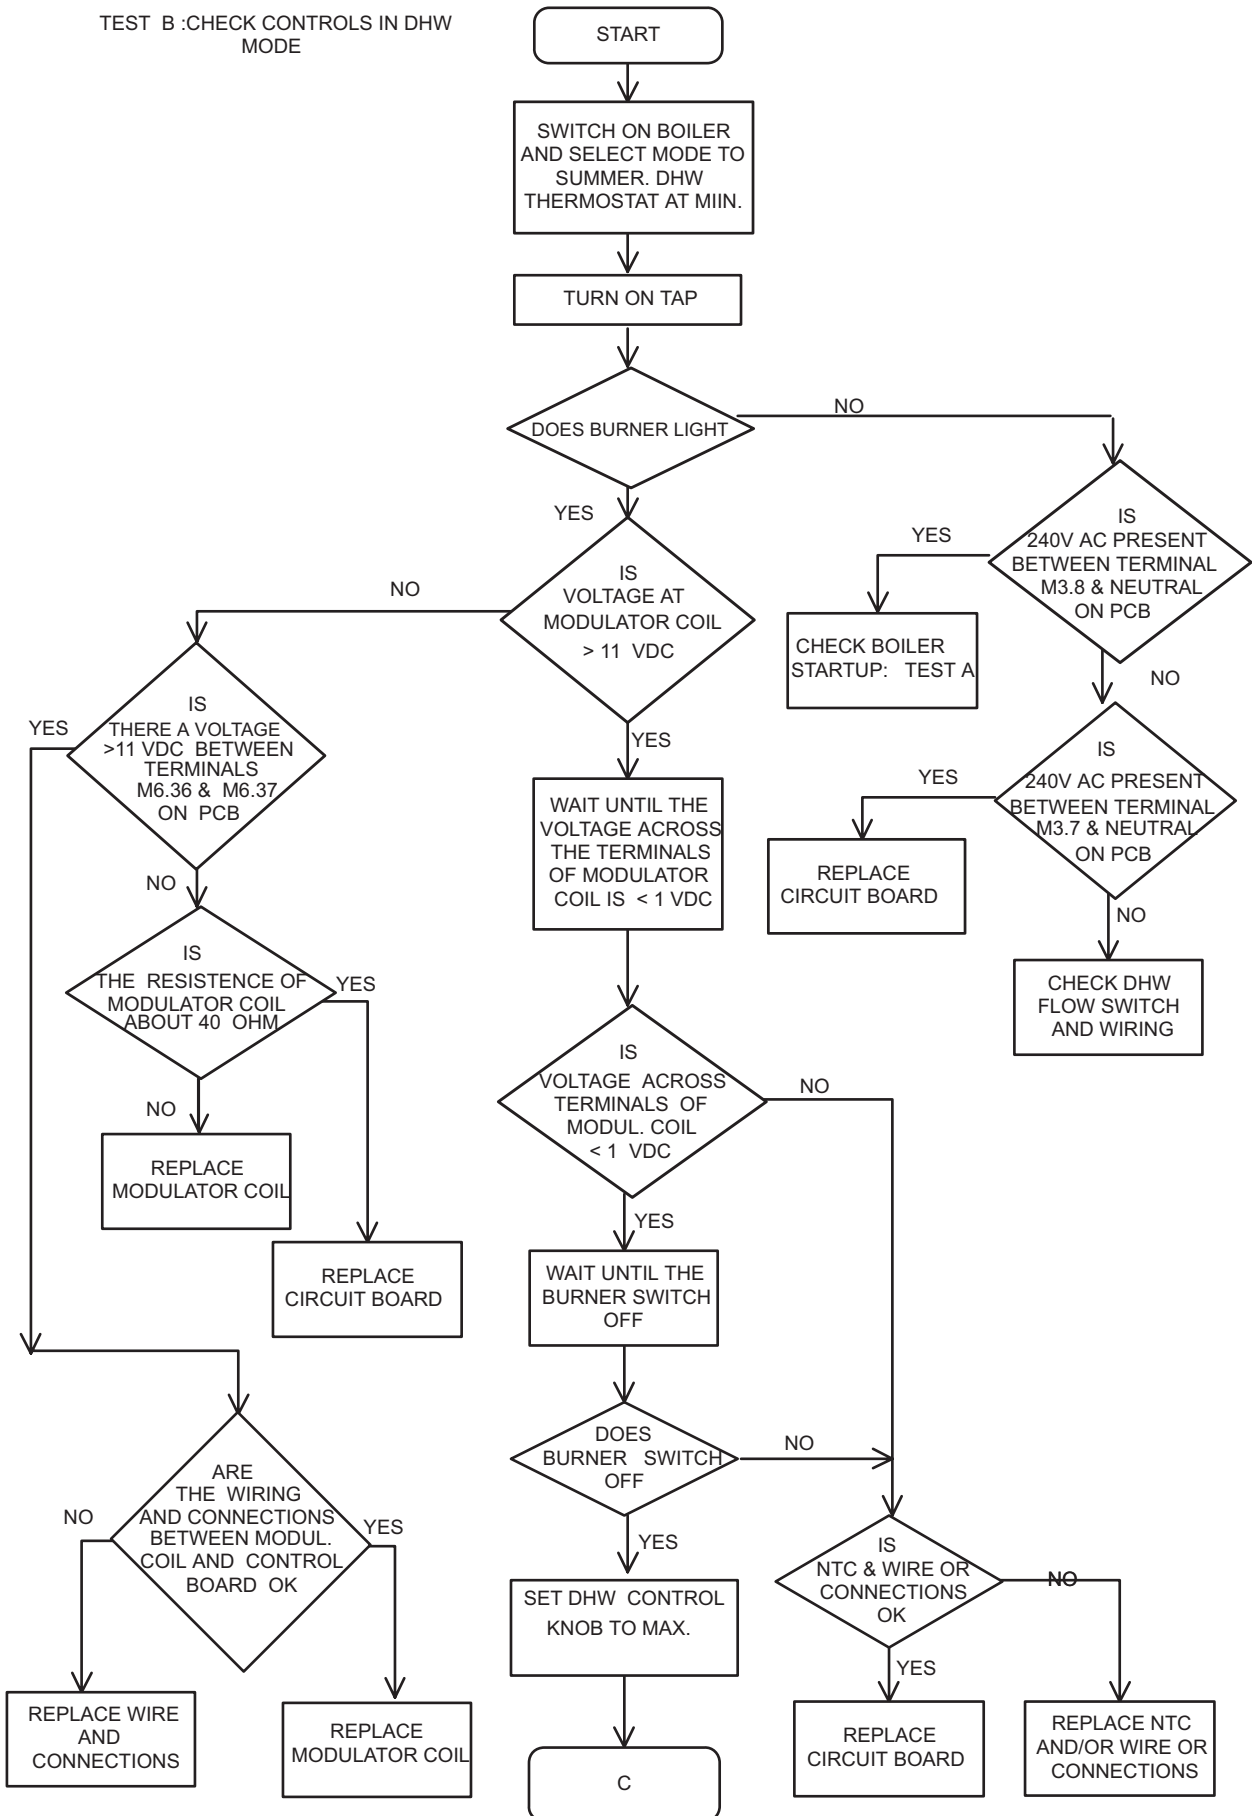 TEST B :CHECK CONTROLS IN DHW
MODE
START
SWITCH ON BOILER
AND SELECT MODE TO
SUMMER. DHW
THERMOSTAT AT MIIN.
TURN ON TAP
DOES BURNER LIGHT
NO
YES
IS
240V AC PRESENT
BETWEEN TERMINAL
M3.8 & NEUTRAL
ON PCB
YES
CHECK BOILER
STARTUP: TEST A
NO
IS
240V AC PRESENT
BETWEEN TERMINAL
M3.7 & NEUTRAL
ON PCB
YES
REPLACE
CIRCUIT BOARD
NO
CHECK DHW
FLOW SWITCH
AND WIRING
IS
VOLTAGE AT
MODULATOR COIL
> 11 VDC
NO
IS
THERE A VOLTAGE
>11 VDC BETWEEN
TERMINALS
M6.36 & M6.37
ON PCB
YES
NO
IS
THE RESISTENCE OF
MODULATOR COIL
ABOUT 40 OHM
YES
NO
REPLACE
MODULATOR COIL
REPLACE
CIRCUIT BOARD
ARE
THE WIRING
AND CONNECTIONS
BETWEEN MODUL.
COIL AND CONTROL
BOARD OK
NO
YES
REPLACE WIRE
AND
CONNECTIONS
REPLACE
MODULATOR COIL
YES
WAIT UNTIL THE
VOLTAGE ACROSS
THE TERMINALS
OF MODULATOR
COIL IS < 1 VDC
IS
VOLTAGE ACROSS
TERMINALS OF
MODUL. COIL
< 1 VDC
NO
YES
WAIT UNTIL THE
BURNER SWITCH
OFF
DOES
BURNER SWITCH
OFF
NO
YES
SET DHW CONTROL
KNOB TO MAX.
C
IS
NTC & WIRE OR
CONNECTIONS
OK
NO
YES
REPLACE
CIRCUIT BOARD
REPLACE NTC
AND/OR WIRE OR
CONNECTIONS